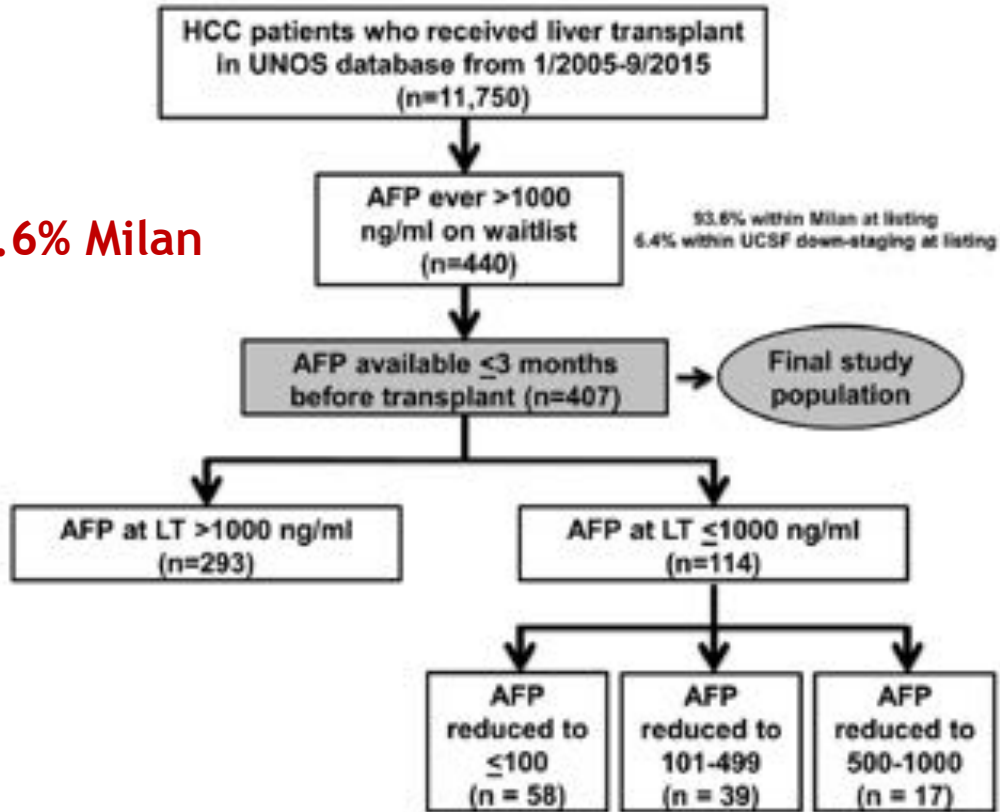 HCC patients who received liver transplant
in UNOS database from 1/2005-9/2015
(n=11,750)
AFP ever >1000
ng/ml on waitlist
(n=440)
.6% Milan
93.6% within Milan at listing
6.4% within UCSF down-staging at listing
AFP available ≤3 months
before transplant (n=407)
Final study
population
AFP at LT >1000 ng/ml
(n=293)
AFP at LT ≤1000 ng/ml
(n=114)
AFP
reduced to
≤100
(n = 58)
AFP
reduced to
101-499
(n = 39)
AFP
reduced to
500-1000
(n = 17)